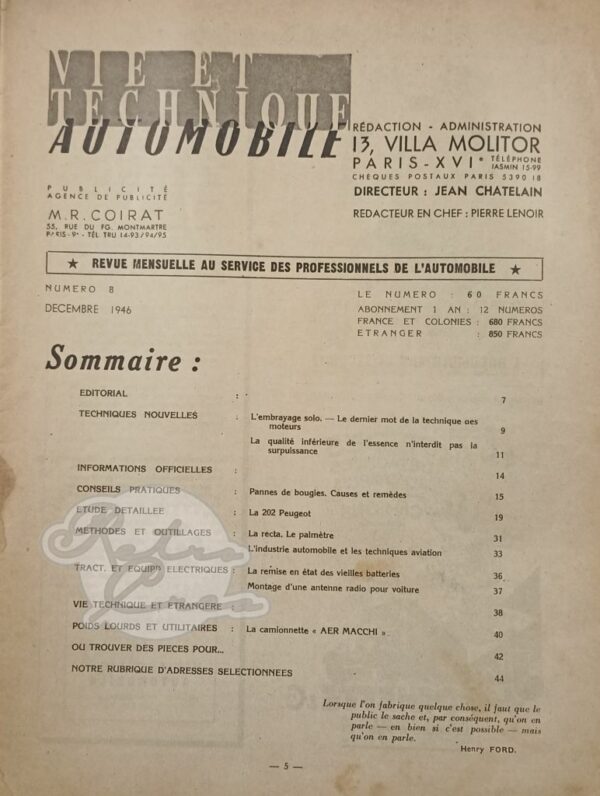 VIE ET
TECHNIQUE
AUTOMOBILE
RÉDACTION - ADMINISTRATION
13, VILLA MOLITOR
PARIS-XVIe TÉLÉPHONE JASMIN 15-99
CHÈQUES POSTAUX PARIS 5390 18
DIRECTEUR : JEAN CHATELAIN
REDACTEUR EN CHEF : PIERRE LENOIR
PUBLICITÉ
AGENCE DE PUBLICITÉ
M.R. COIRAT
55, RUE DU FG. MONTMARTRE
PARIS-9e - TÉL TRU 14-93/94/95
★ REVUE MENSUELLE AU SERVICE DES PROFESSIONNELS DE L'AUTOMOBILE ★
NUMERO 8
DECEMBRE 1946
LE NUMERO : 60 FRANCS
ABONNEMENT 1 AN : 12 NUMEROS
FRANCE ET COLONIES : 680 FRANCS
ETRANGER : 850 FRANCS
Sommaire :
EDITORIAL : 7
TECHNIQUES NOUVELLES : L'embrayage solo. — Le dernier mot de la technique des
moteurs 9
La qualité inférieure de l'essence n'interdit pas la
surpuissance 11
INFORMATIONS OFFICIELLES : 14
CONSEILS PRATIQUES : Pannes de bougies. Causes et remèdes 15
ETUDE DETAILLEE : La 202 Peugeot 19
METHODES ET OUTILLAGES : La recta. Le palmètre 31
L'industrie automobile et les techniques aviation 33
TRACT. ET EQUIPP ELECTRIQUES : La remise en état des vieilles batteries 36
Montage d'une antenne radio pour voiture 37
VIE TECHNIQUE ET ETRANGERE : 38
POIDS LOURDS ET UTILITAIRES : La camionnette « AER MACCHI » 40
OU TROUVER DES PIECES POUR... 42
NOTRE RUBRIQUE D'ADRESSES SELECTIONNEES 44
Lorsque l'on fabrique quelque chose, il faut que le
public le sache et, par conséquent, qu'on en
parle — en bien si c'est possible — mais
qu'on en parle.
Henry FORD.
— 5 —
Retro